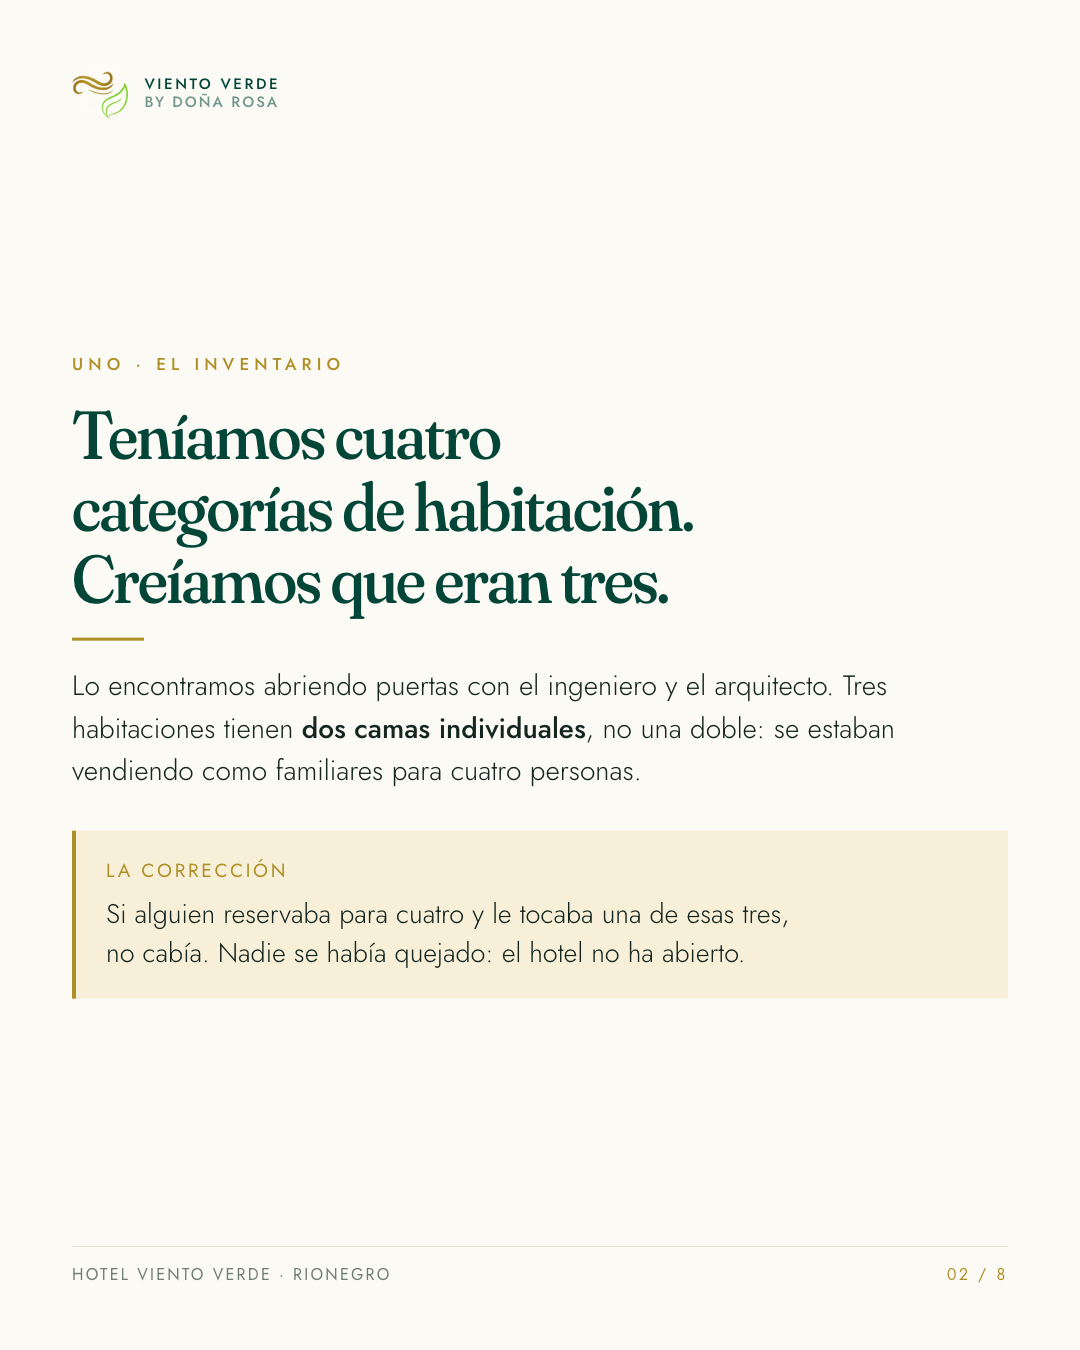 VIENTO VERDE
BY DOÑA ROSA
UNO · EL INVENTARIO
Teníamos cuatro
categorías de habitación.
Creíamos que eran tres.
Lo encontramos abriendo puertas con el ingeniero y el arquitecto. Tres
habitaciones tienen dos camas individuales, no una doble: se estaban
vendiendo como familiares para cuatro personas.
LA CORRECCIÓN
Si alguien reservaba para cuatro y le tocaba una de esas tres,
no cabía. Nadie se había quejado: el hotel no ha abierto.
HOTEL VIENTO VERDE · RIONEGRO
02 / 8